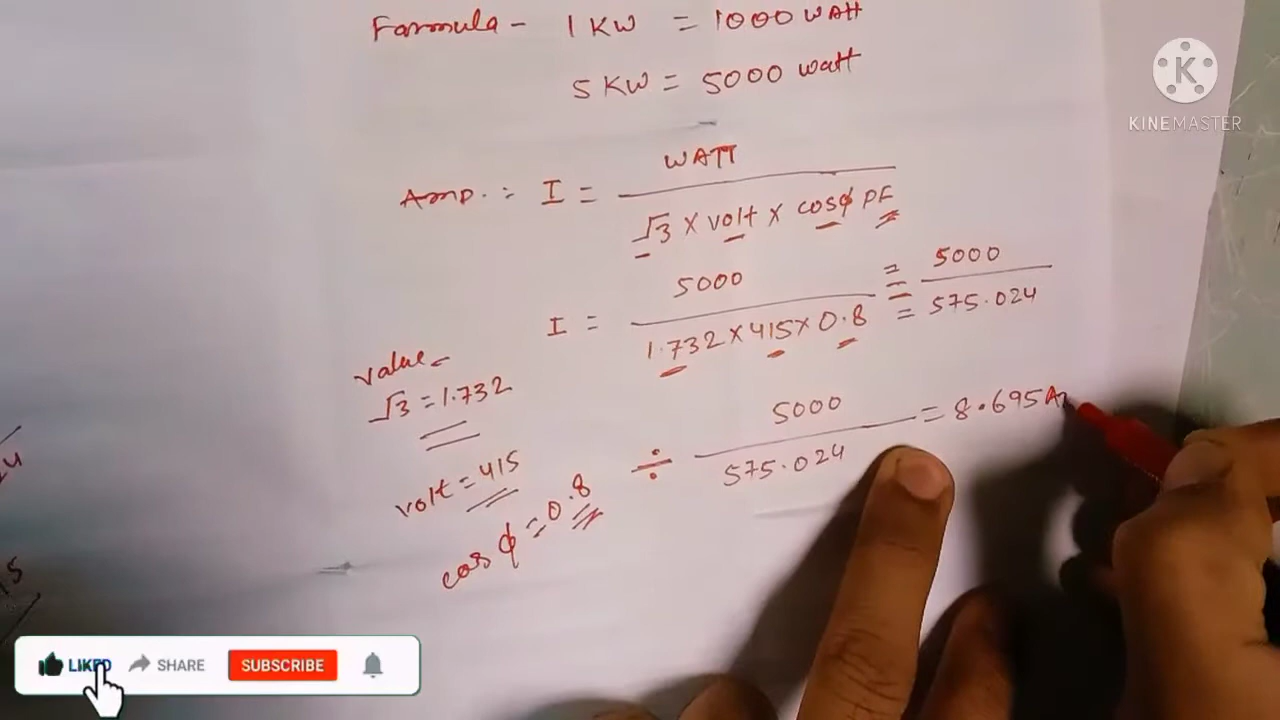 Formula - 1 KW = 1000 WATT
5 KW = 5000 watt
Amp. : I = WATT
√3 X volt X cosϕ PF
I = 5000 = 5000
1.732 X 415 X 0.8 = 575.024
value -
√3 = 1.732
volt = 415
cos ϕ = 0.8
÷ 5000 = 8.695 A
575.024
KINEMASTER
LIKED SHARE SUBSCRIBE